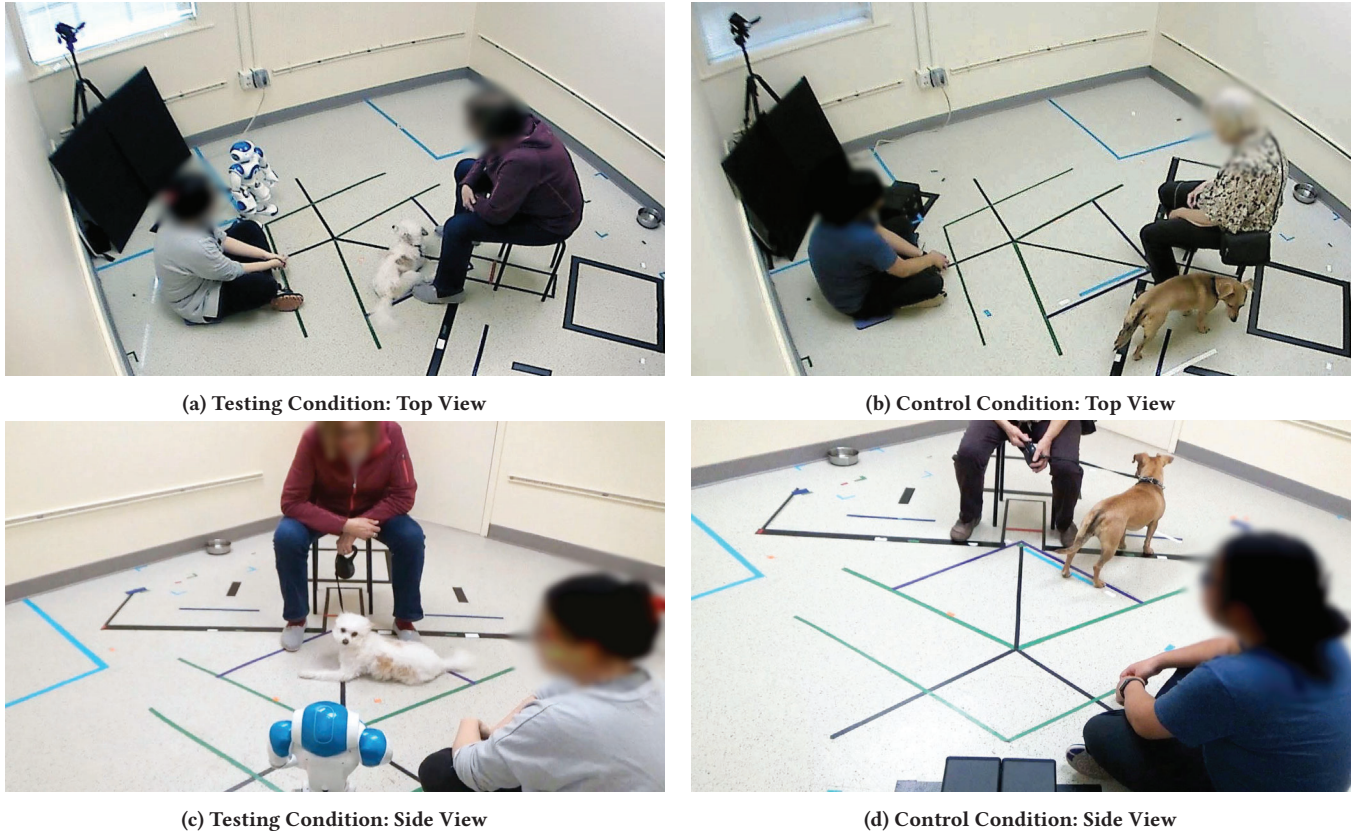 (a) Testing Condition: Top View
(b) Control Condition: Top View
(c) Testing Condition: Side View
(d) Control Condition: Side View